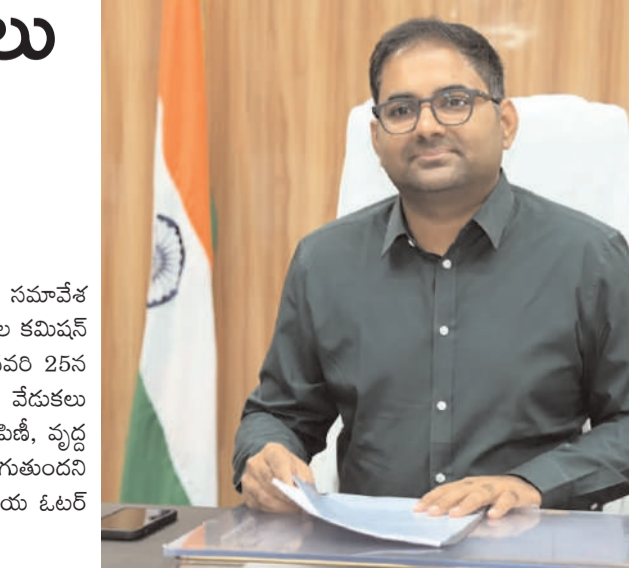 లు
సమావేశ
ల కమిషన్
వరి 25న
వేడుకలు
పిణీ, వృద్ధ
గుతుందని
య ఓటర్